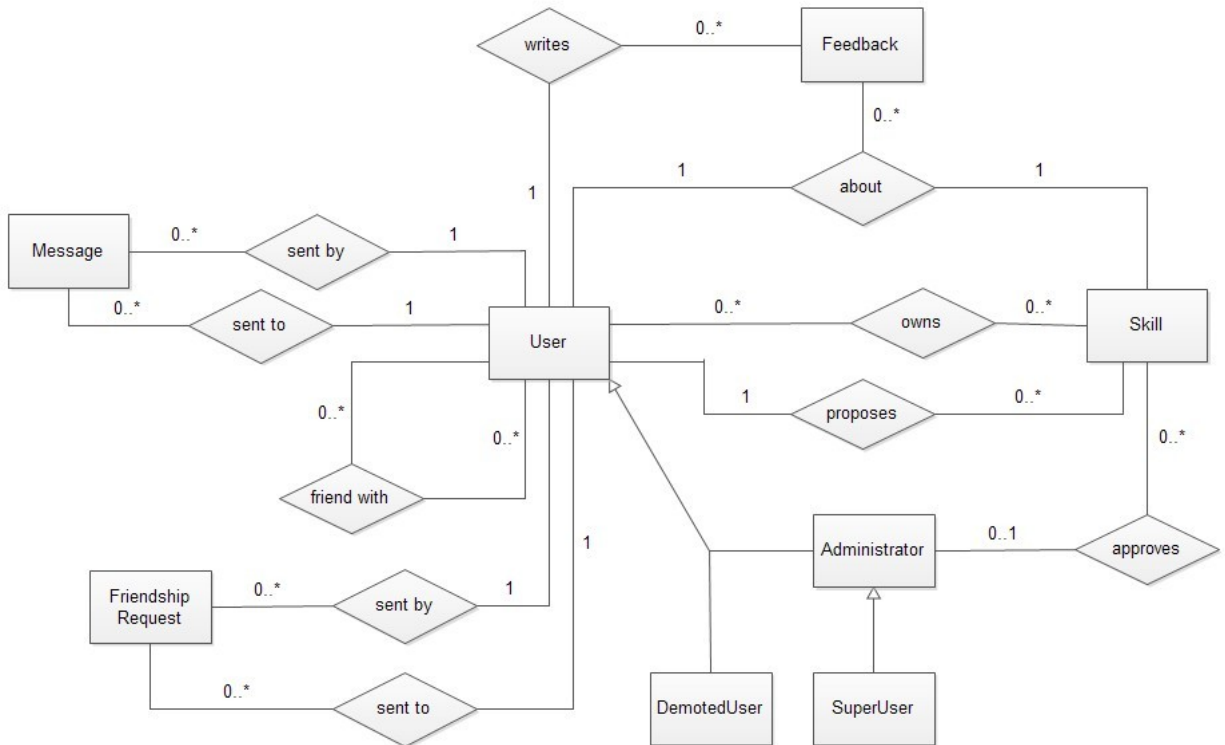 writes
0..*
Feedback
0..*
1
1
about
1
Message
0..*
sent by
1
0..*
sent to
1
User
0..*
owns
0..*
Skill
1
proposes
0..*
0..*
0..*
0..*
friend with
1
Administrator
0..1
approves
Friendship
Request
0..*
sent by
1
0..*
sent to
DemotedUser
SuperUser